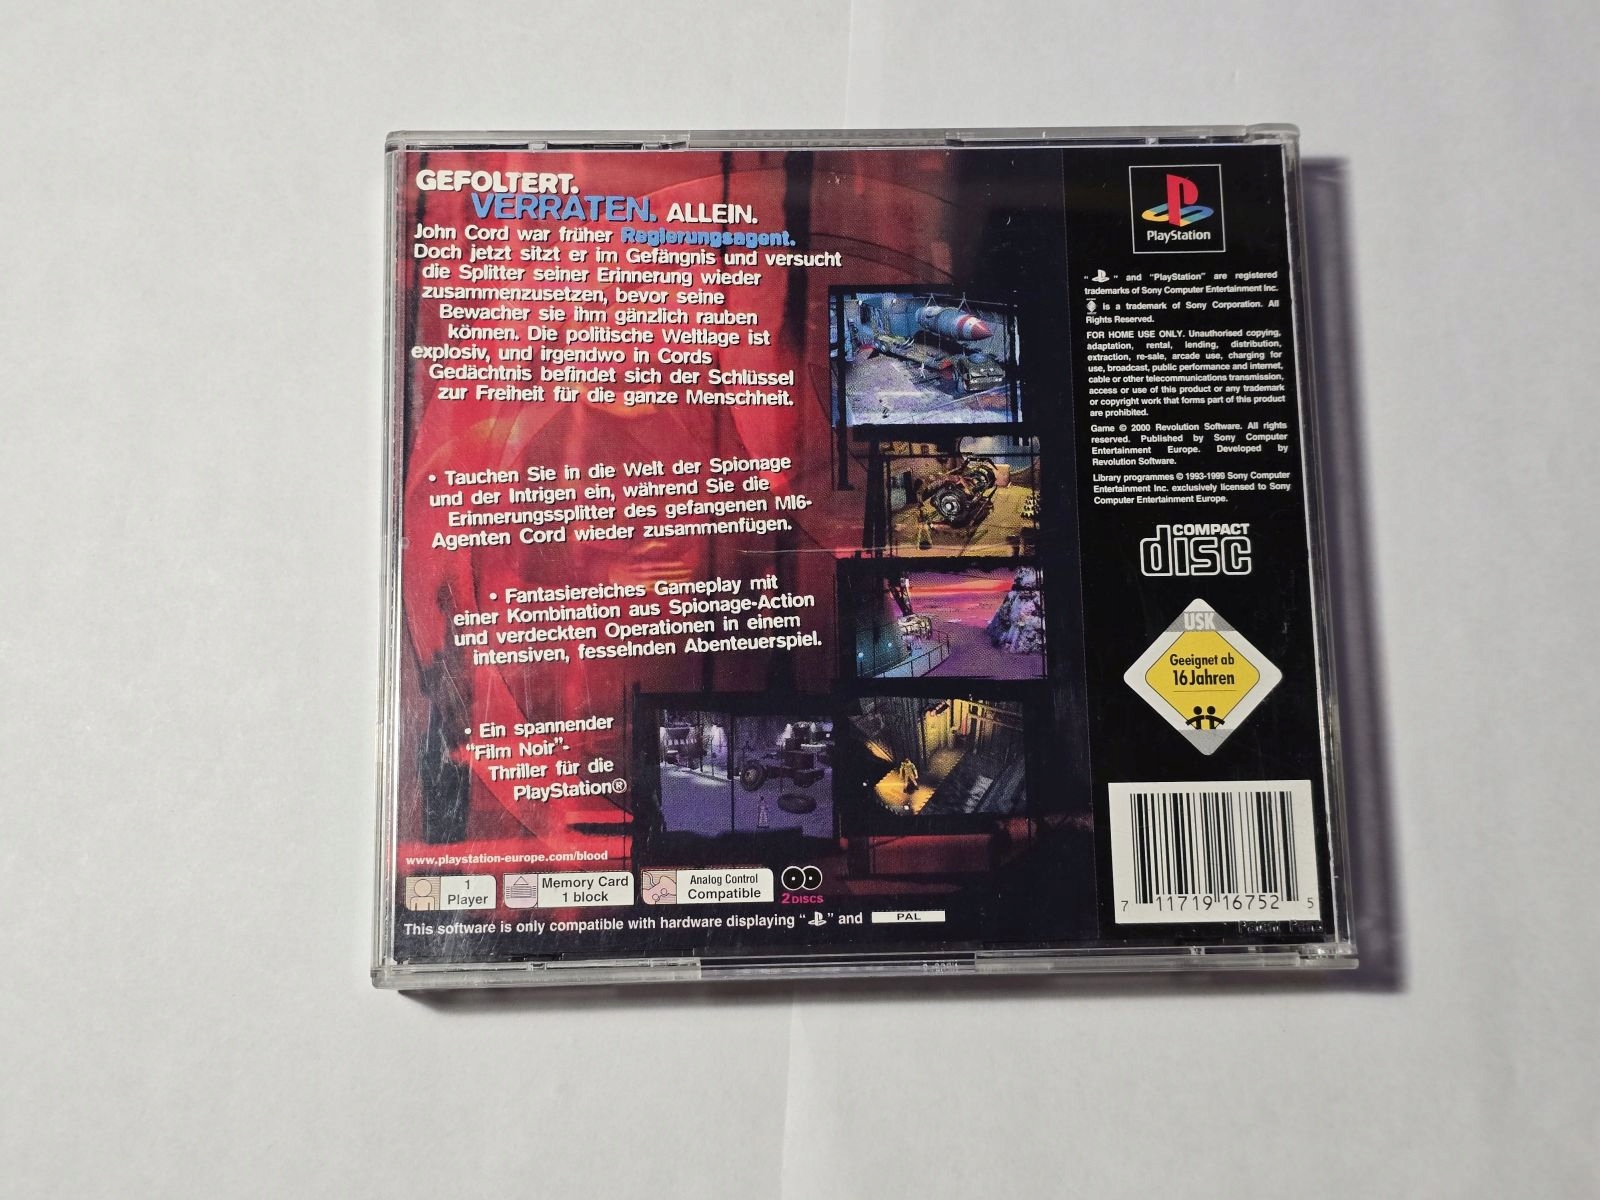 GEFOLTERT.
VERRATEN. ALLEIN.
John Cord war früher Regierungsagent.
Doch jetzt sitzt er im Gefängnis und versucht
die Splitter seiner Erinnerung wieder
zusammenzusetzen, bevor seine
Bewacher sie ihm gänzlich rauben
können. Die politische Weltlage ist
explosiv, und irgendwo in Cords
Gedächtnis befindet sich der Schlüssel
zur Freiheit für die ganze Menschheit.
• Tauchen Sie in die Welt der Spionage
und der Intrigen ein, während Sie die
Erinnerungssplitter des gefangenen MI6-
Agenten Cord wieder zusammenfügen.
• Fantasiereiches Gameplay mit
einer Kombination aus Spionage-Action
und verdeckten Operationen in einem
intensiven, fesselnden Abenteuerspiel.
• Ein spannender
"Film Noir"-
Thriller für die
PlayStation®
www.playstation-europe.com/blood
1
Player
Memory Card
1 block
Analog Control
Compatible
2 DISCS
This software is only compatible with hardware displaying " " and PAL
PlayStation
" " and "PlayStation" are registered
trademarks of Sony Computer Entertainment Inc.
is a trademark of Sony Corporation. All
Rights Reserved.
FOR HOME USE ONLY. Unauthorised copying,
adaptation, rental, lending, distribution,
extraction, re-sale, arcade use, charging for
use, broadcast, public performance and internet,
cable or other telecommunications transmission,
access or use of this product or any trademark
or copyright work that forms part of this product
are prohibited.
Game © 2000 Revolution Software. All rights
reserved. Published by Sony Computer
Entertainment Europe. Developed by
Revolution Software.
Library programmes © 1993-1999 Sony Computer
Entertainment Inc. exclusively licensed to Sony
Computer Entertainment Europe.
COMPACT
disc
USK
Geeignet ab
16 Jahren
7 11719 16752 5